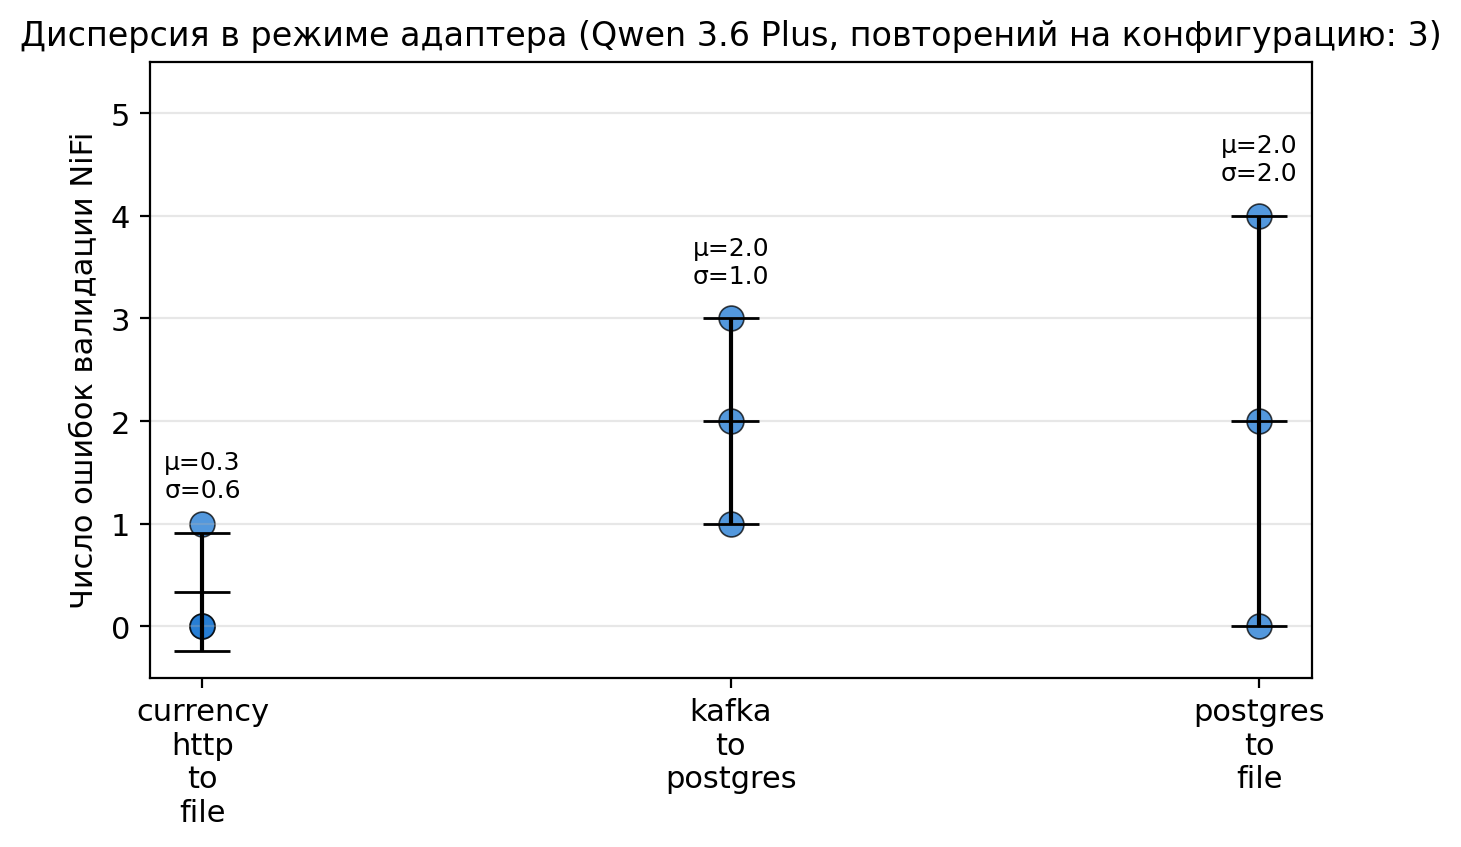 Дисперсия в режиме адаптера (Qwen 3.6 Plus, повторений на конфигурацию: 3)
Число ошибок валидации NiFi
5
4
3
2
1
0
μ=0.3
σ=0.6
μ=2.0
σ=1.0
μ=2.0
σ=2.0
currency
http
to
file
kafka
to
postgres
postgres
to
file